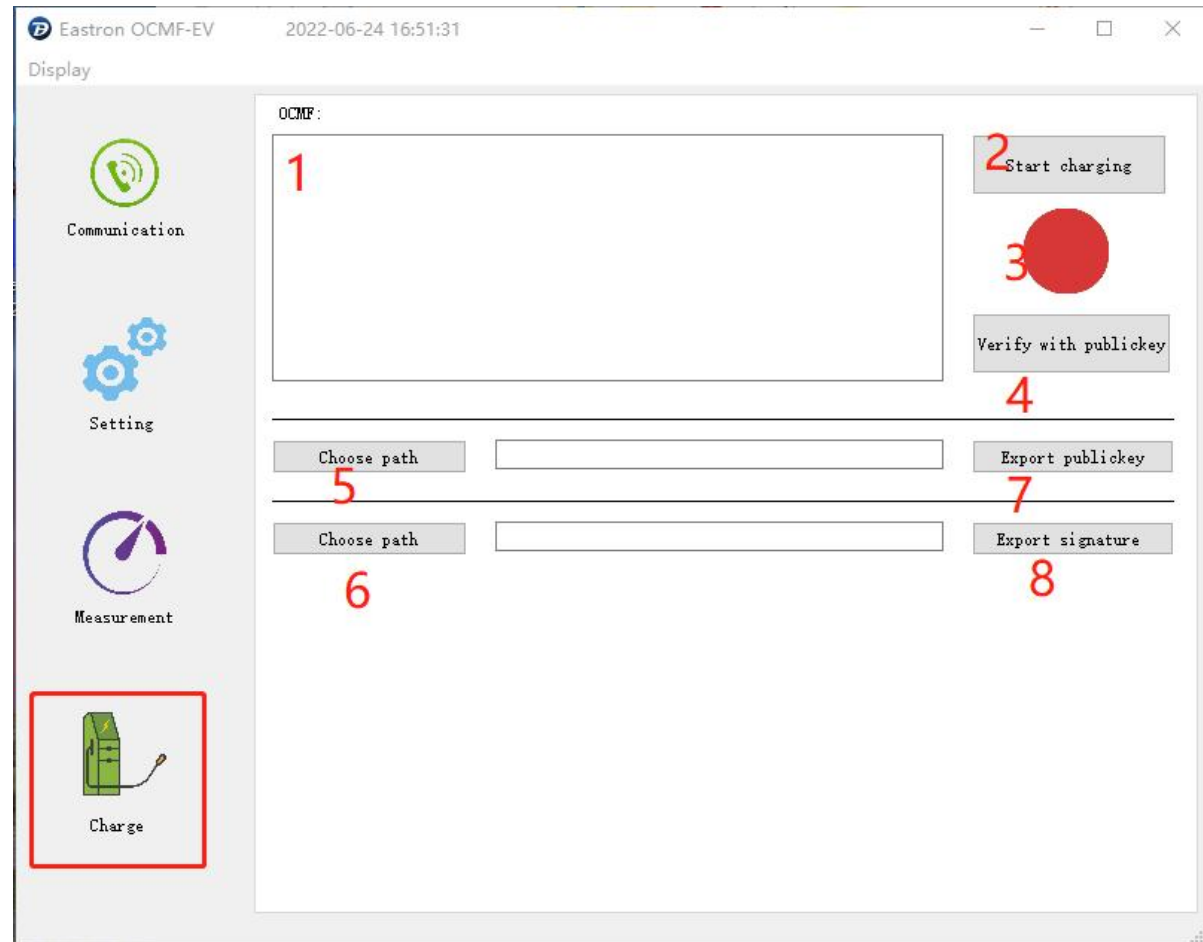 Eastron OCMF-EV 2022-06-24 16:51:31
Display
OCMF:
1
2
Start charging
Communication
3
Verify with publickey
4
Setting
Choose path
Export publickey
5
7
Choose path
Export signature
6
8
Measurement
Charge